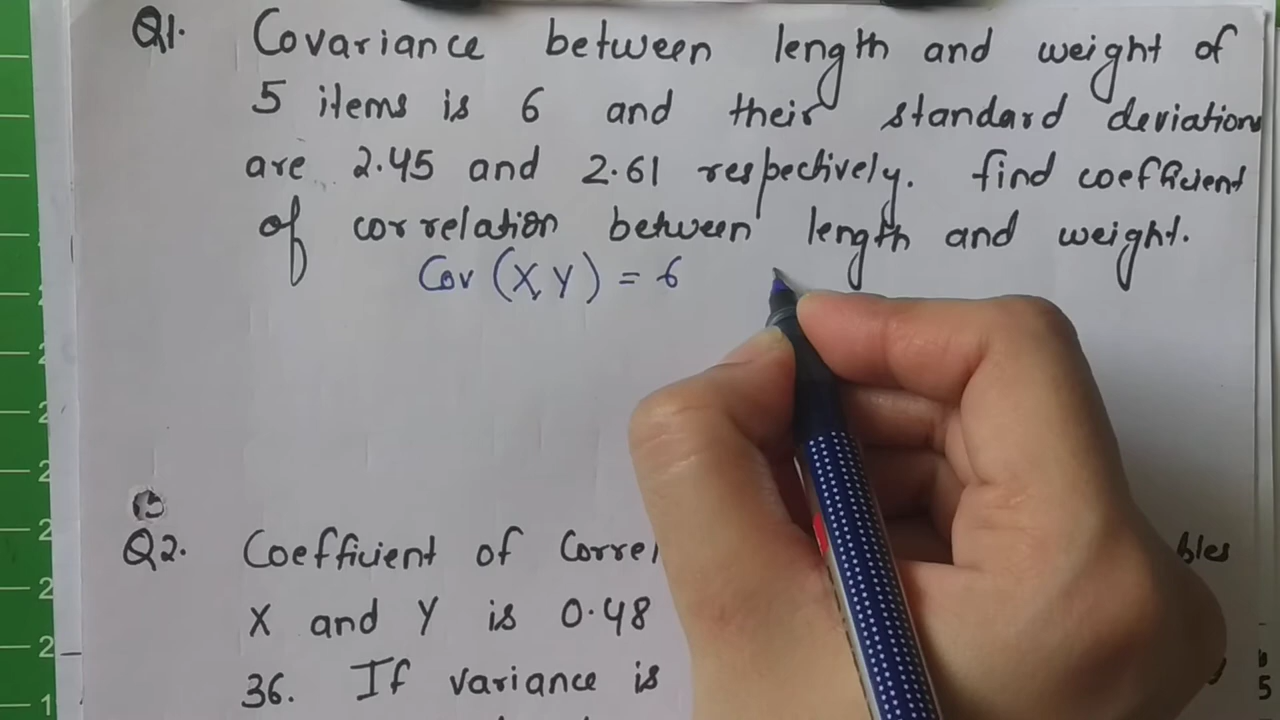 Q1. Covariance between length and weight of
5 items is 6 and their standard deviations
are 2.45 and 2.61 respectively. find coefficient
of correlation between length and weight.
Cov (X, Y) = 6
Q2. Coefficient of Corre bles
X and Y is 0.48
36. If variance is